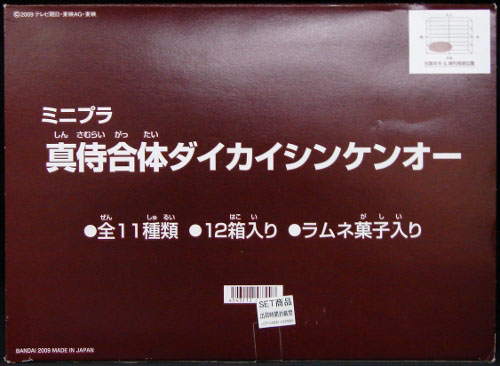 ©2009 テレビ朝日・東映AG・東映
ミニプラ
しん さむらい がっ たい
真侍合体ダイカイシンケンオー
ぜん しゅ るい はこ い が し い
●全11種類 ●12箱入り ●ラムネ菓子入り
SET商品
BANDAI 2009 MADE IN JAPAN